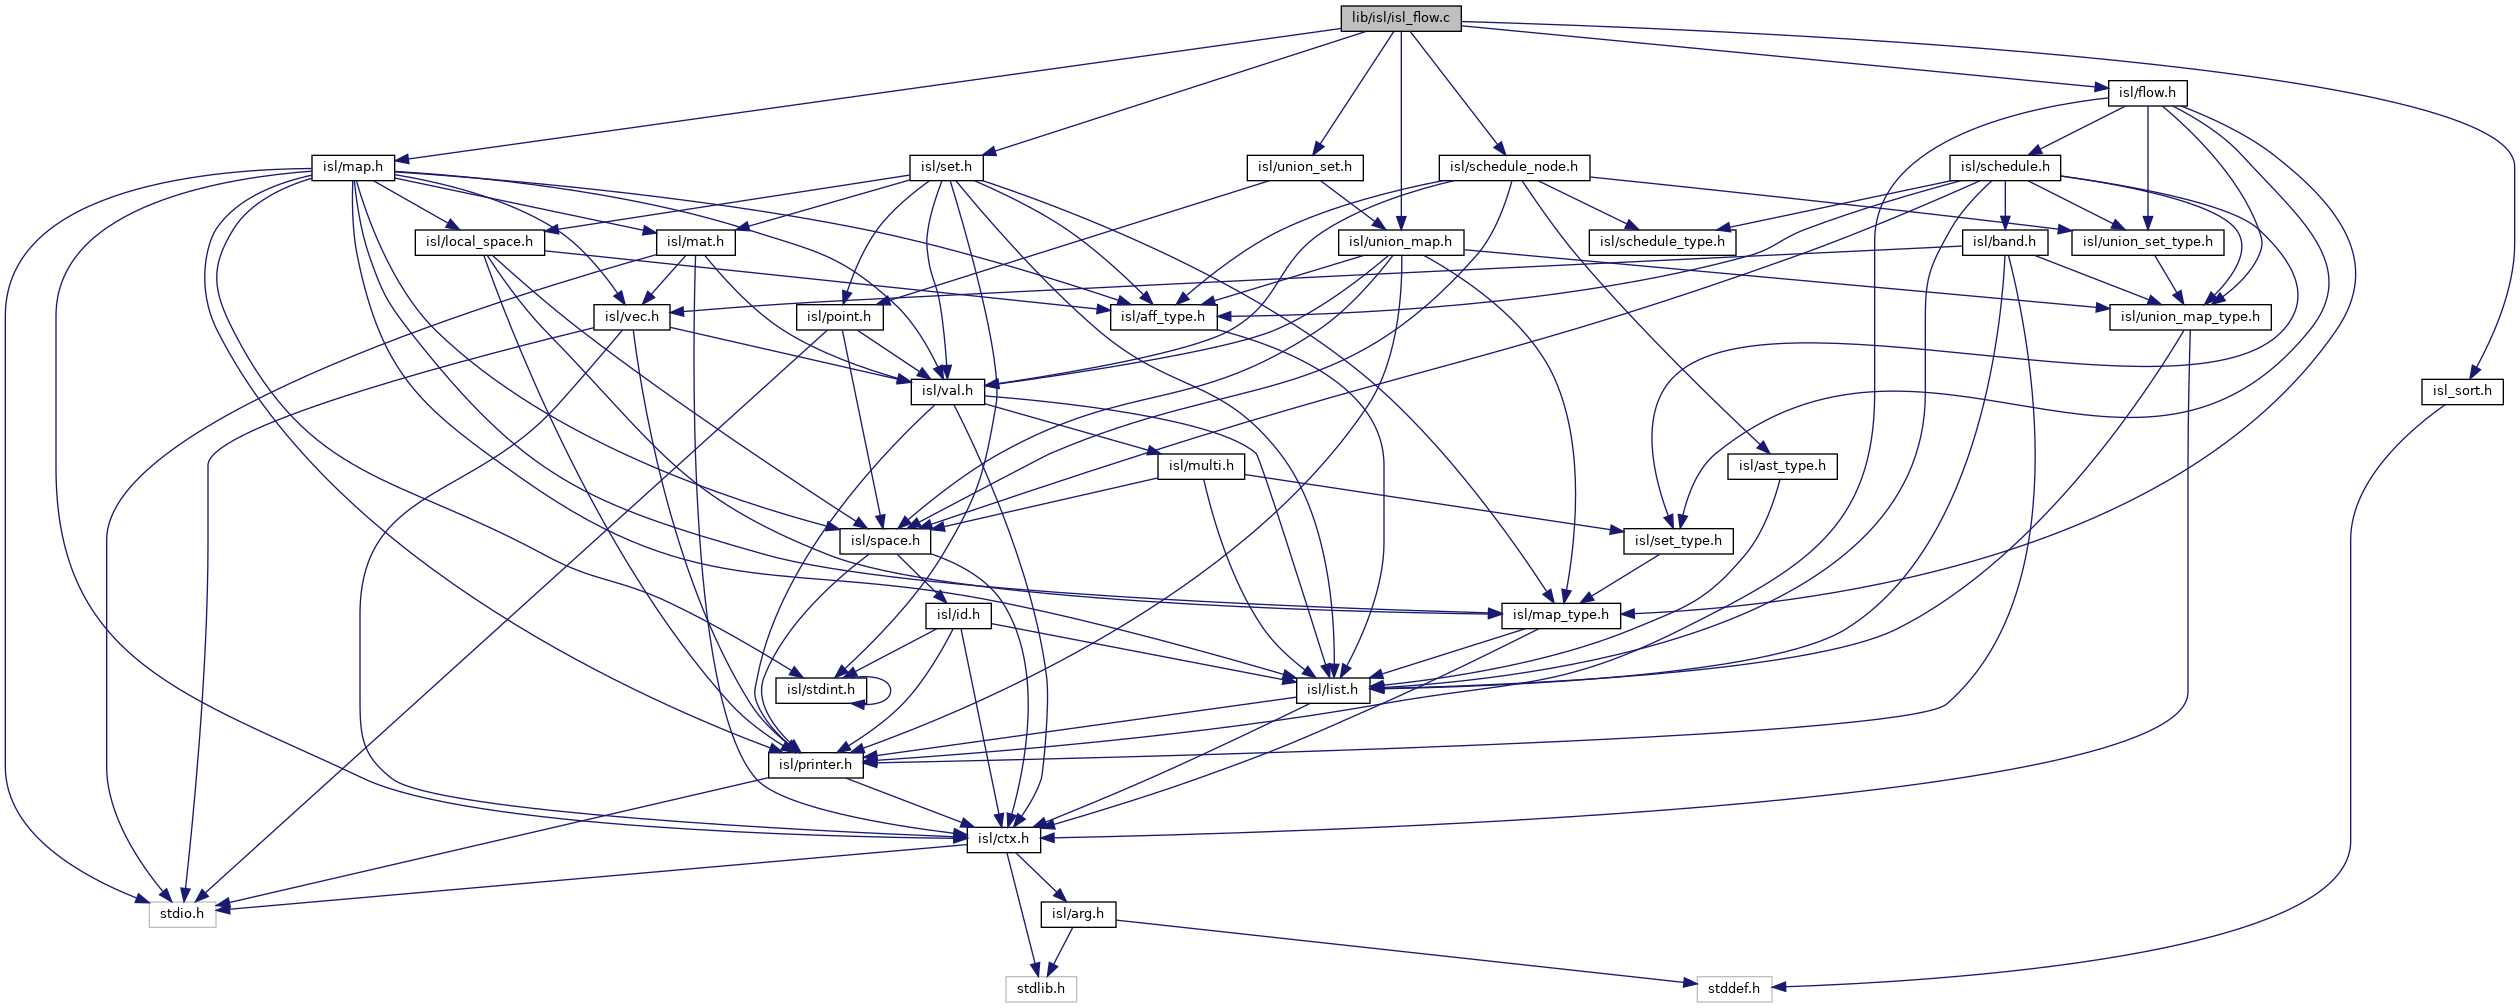 lib/isl/isl_flow.c
isl/flow.h
isl/map.h
isl/set.h
isl/union_set.h
isl/schedule_node.h
isl/schedule.h
isl/local_space.h
isl/mat.h
isl/union_map.h
isl/schedule_type.h
isl/band.h
isl/union_set_type.h
isl/vec.h
isl/point.h
isl/aff_type.h
isl/union_map_type.h
isl/val.h
isl_sort.h
isl/multi.h
isl/ast_type.h
isl/space.h
isl/set_type.h
isl/id.h
isl/map_type.h
isl/stdint.h
isl/list.h
isl/printer.h
isl/ctx.h
stdio.h
isl/arg.h
stdlib.h
stddef.h